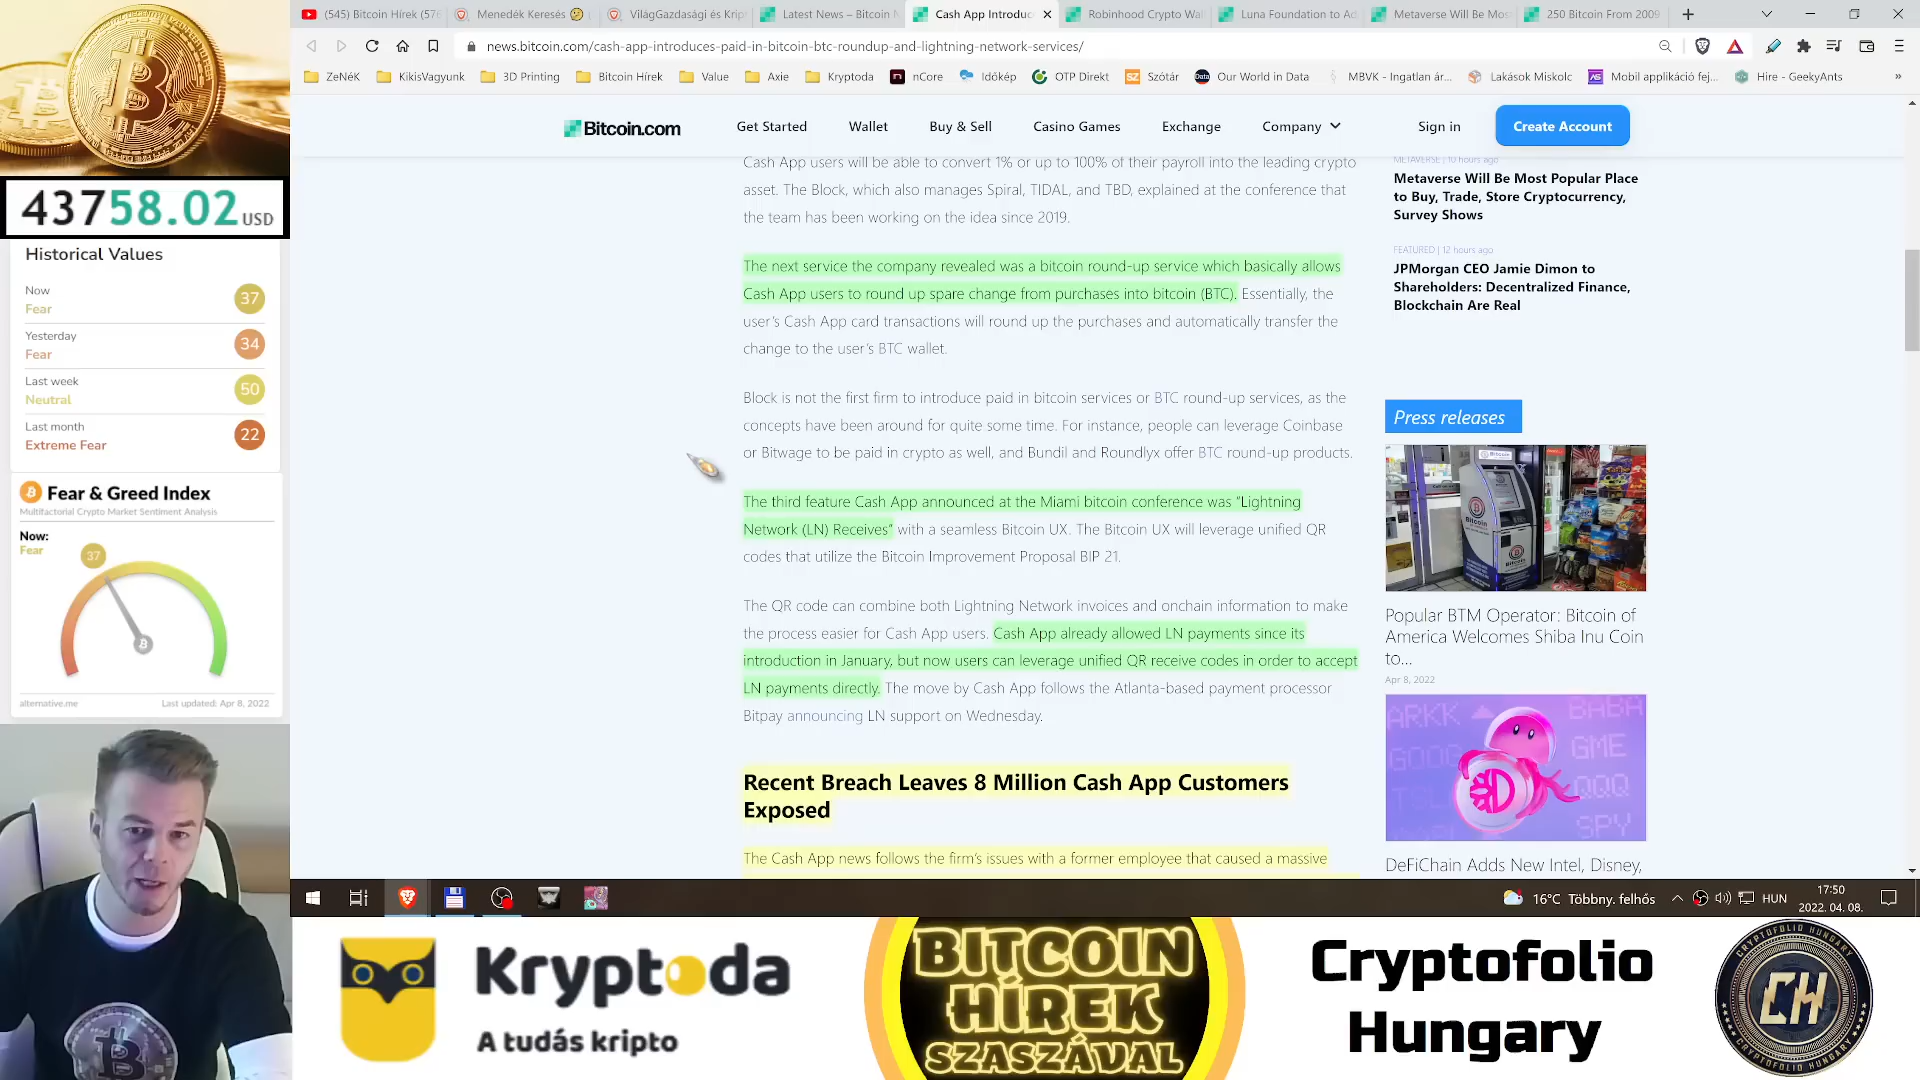 (545) Bitcoin Hírek (57
Menedék Keresés
VilágGazdasági és Krip
Latest News – Bitcoin N
Cash App Introduc
Robinhood Crypto Wa
Luna Foundation to Ad
Metaverse Will Be Mos
250 Bitcoin From 2009
news.bitcoin.com/cash-app-introduces-paid-in-bitcoin-btc-roundup-and-lightning-network-services/
ZeNéK
KikisVagyunk
3D Printing
Bitcoin Hírek
Value
Axie
Kryptoda
nCore
Időkép
OTP Direkt
Szótár
Our World in Data
MBVK - Ingatlan ár...
Lakások Miskolc
Mobil applikáció fej...
Hire - GeekyAnts
Bitcoin.com
Get Started
Wallet
Buy & Sell
Casino Games
Exchange
Company
Sign in
Create Account
43758.02 USD
Historical Values
Now
Fear
37
Yesterday
Fear
34
Last week
Neutral
50
Last month
Extreme Fear
22
Fear & Greed Index
Multifactorial Crypto Market Sentiment Analysis
Now:
Fear
37
alternative.me
Last updated: Apr 8, 2022
Cash App users will be able to convert 1% or up to 100% of their payroll into the leading crypto
asset. The Block, which also manages Spiral, TIDAL, and TBD, explained at the conference that
the team has been working on the idea since 2019.
The next service the company revealed was a bitcoin round-up service which basically allows
Cash App users to round up spare change from purchases into bitcoin (BTC). Essentially, the
user's Cash App card transactions will round up the purchases and automatically transfer the
change to the user's BTC wallet.
Block is not the first firm to introduce paid in bitcoin services or BTC round-up services, as the
concepts have been around for quite some time. For instance, people can leverage Coinbase
or Bitwage to be paid in crypto as well, and Bundil and Roundlyx offer BTC round-up products.
The third feature Cash App announced at the Miami bitcoin conference was “Lightning
Network (LN) Receives” with a seamless Bitcoin UX. The Bitcoin UX will leverage unified QR
codes that utilize the Bitcoin Improvement Proposal BIP 21.
The QR code can combine both Lightning Network invoices and onchain information to make
the process easier for Cash App users. Cash App already allowed LN payments since its
introduction in January, but now users can leverage unified QR receive codes in order to accept
LN payments directly. The move by Cash App follows the Atlanta-based payment processor
Bitpay announcing LN support on Wednesday.
Recent Breach Leaves 8 Million Cash App Customers
Exposed
The Cash App news follows the firm's issues with a former employee that caused a massive
METAVERSE | 10 hours ago
Metaverse Will Be Most Popular Place
to Buy, Trade, Store Cryptocurrency,
Survey Shows
FEATURED | 12 hours ago
JPMorgan CEO Jamie Dimon to
Shareholders: Decentralized Finance,
Blockchain Are Real
Press releases
Popular BTM Operator: Bitcoin of
America Welcomes Shiba Inu Coin
to...
Apr 8, 2022
ARKK
BABA
GOOG
GME
QQQ
SPY
DeFiChain Adds New Intel, Disney,
16°C Többny. felhős
HUN
17:50
2022. 04. 08.
Kryptoda
A tudás kripto
BITCOIN
HÍREK
SZASZÁVAL
Cryptofolio
Hungary
CRYPTOFOLIO HUNGARY
CH
CRYPTOFOLIO HUNGARY